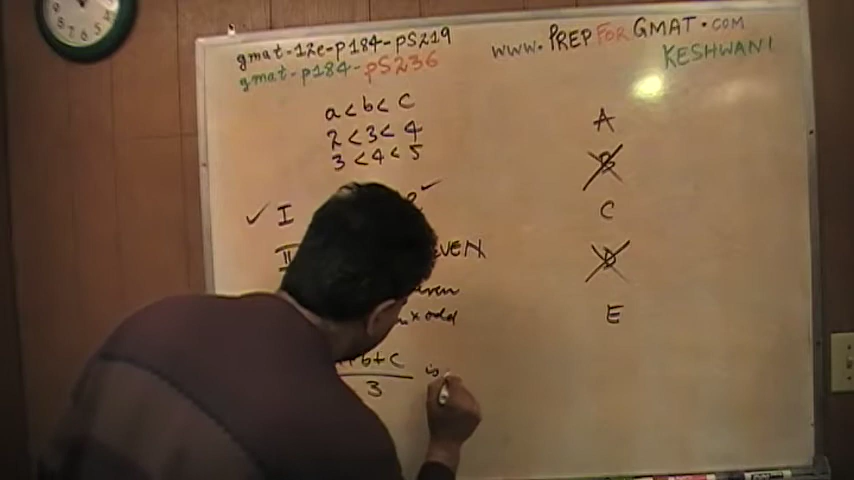 gmat-12e-p184-PS219
gmat-p184-PS236
www.PREPFORGMAT.COM
KESHWANI
a<b<c
2<3<4
3<4<5
I
II EVEN
even
x odd
+b+c
3
is
A
B
C
D
E